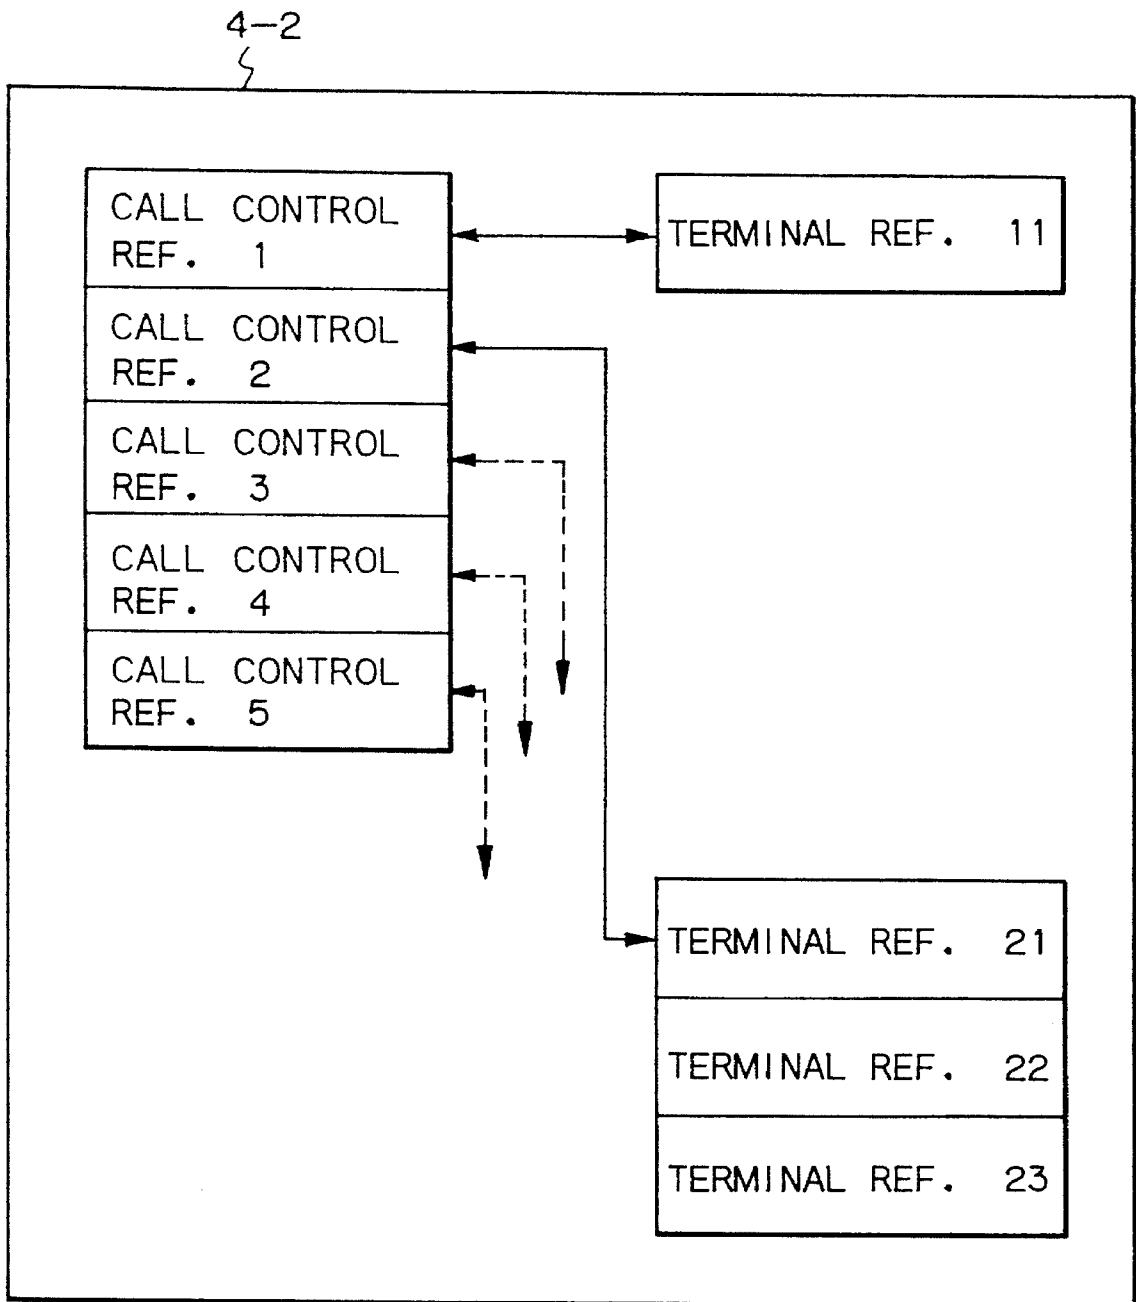 4-2
CALL CONTROL
REF. 1
TERMINAL REF. 11
CALL CONTROL
REF. 2
CALL CONTROL
REF. 3
CALL CONTROL
REF. 4
CALL CONTROL
REF. 5
TERMINAL REF. 21
TERMINAL REF. 22
TERMINAL REF. 23